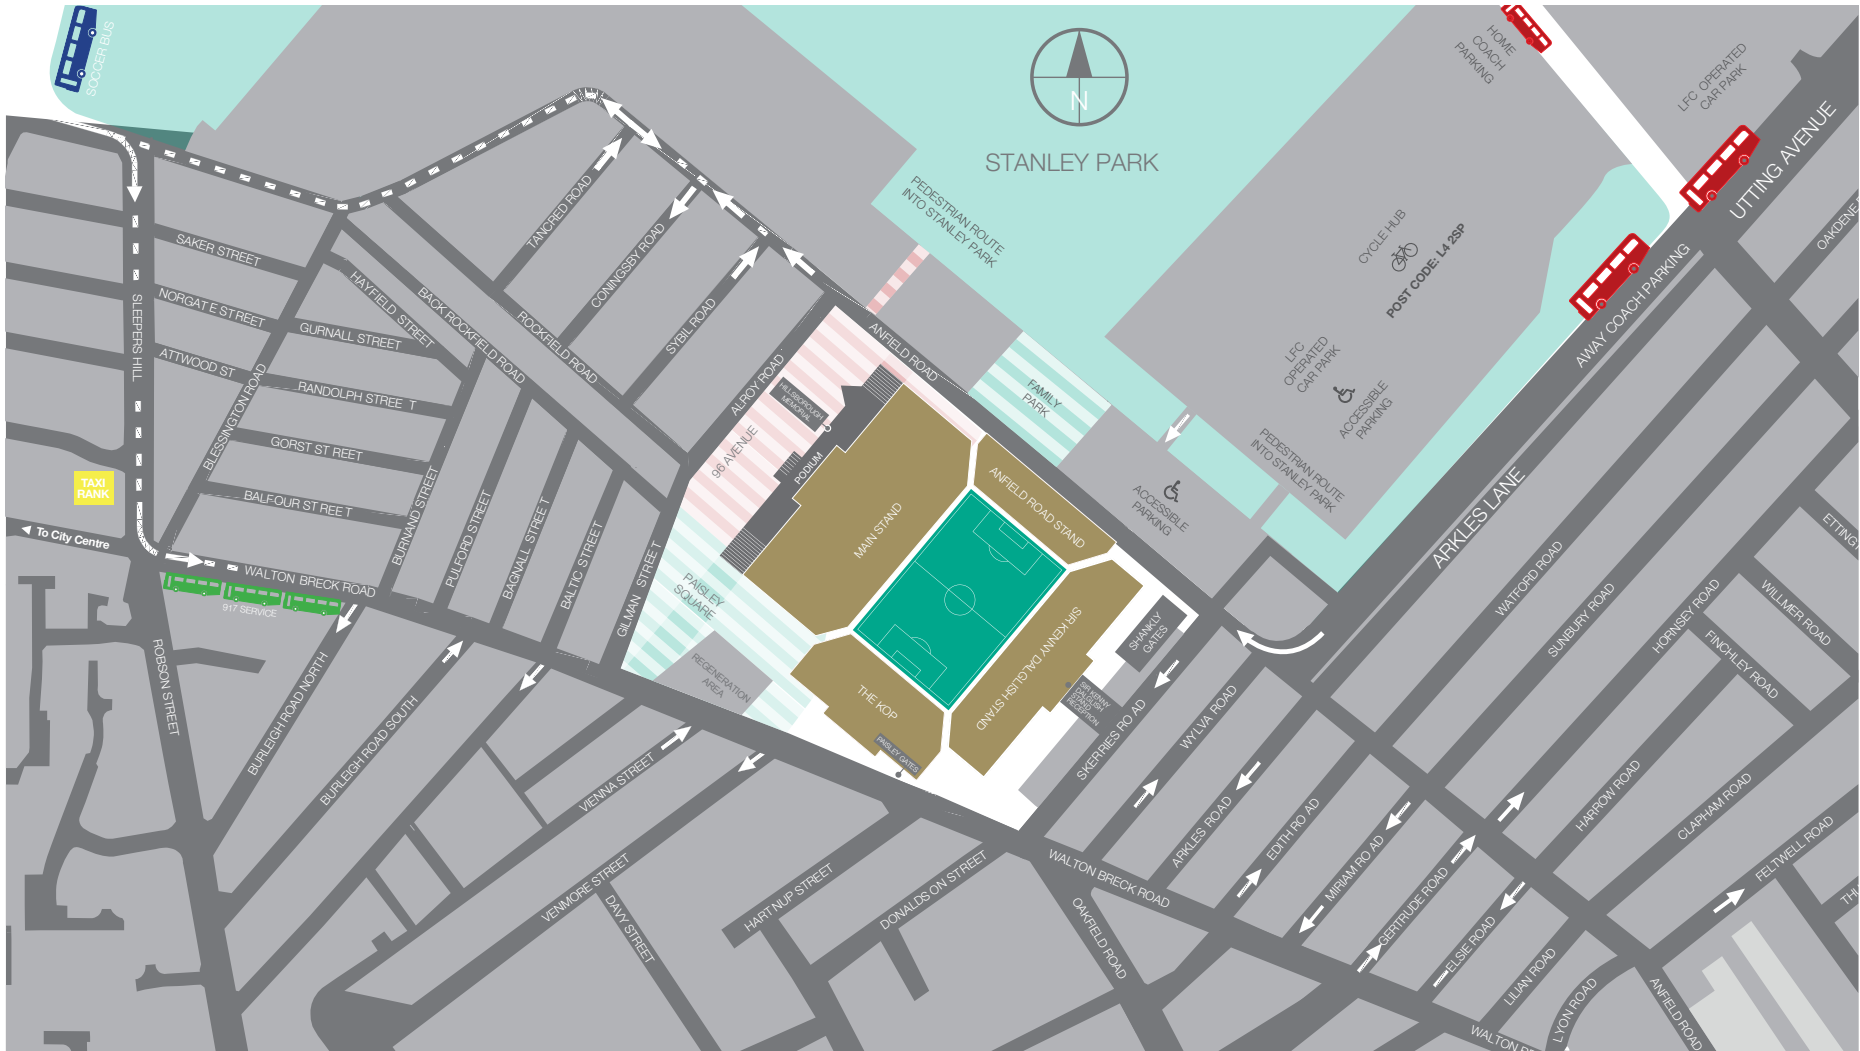 SOCCER BUS
N
STANLEY PARK
HOME
COACH
PARKING
LFC OPERATED
CAR PARK
UTTING AVENUE
PEDESTRIAN ROUTE
INTO STANLEY PARK
CYCLE HUB
POST CODE: L4 2SP
AWAY COACH PARKING
TANCRED ROAD
CONINGSBY ROAD
SYBIL ROAD
SAKER STREET
NORGATE STREET
ATTWOOD ST
SLEEPERS HILL
HAYFIELD STREET
GURNALL STREET
BACK ROCKFIELD ROAD
ROCKFIELD ROAD
BLESSINGTON ROAD
RANDOLPH STREET
GORST STREET
BALFOUR STREET
BURNAND STREET
PULFORD STREET
BAGNALL STREET
BALTIC STREET
GILMAN STREET
ALROY ROAD
ANFIELD ROAD
HILLSBOROUGH
MEMORIAL
96 AVENUE
PODIUM
MAIN STAND
ANFIELD ROAD STAND
SIR KENNY DALGLISH STAND
THE KOP
PAISLEY GATES
PAISLEY
SQUARE
REGENERATION
AREA
FAMILY
PARK
ACCESSIBLE
PARKING
LFC
OPERATED
CAR PARK
ACCESSIBLE
PARKING
PEDESTRIAN ROUTE
INTO STANLEY PARK
ARKLES LANE
SHANKLY
GATES
SIR KENNY
DALGLISH
STAND
RECEPTION
TAXI
RANK
To City Centre
WALTON BRECK ROAD
917 SERVICE
ROBSON STREET
BURLEIGH ROAD NORTH
BURLEIGH ROAD SOUTH
VIENNA STREET
VENMORE STREET
DAVY STREET
HARTNUP STREET
DONALDSON STREET
OAKFIELD ROAD
WALTON BRECK ROAD
SKERRIES ROAD
WYLVA ROAD
ARKLES ROAD
EDITH ROAD
MIRIAM ROAD
GERTRUDE ROAD
ELSIE ROAD
LILIAN ROAD
LYON ROAD
ANFIELD ROAD
WATFORD ROAD
SUNBURY ROAD
HORNSEY ROAD
HARROW ROAD
CLAPHAM ROAD
FELTWELL ROAD
FINCHLEY ROAD
WILLMER ROAD
ETTING
OAKDENE
WALTON